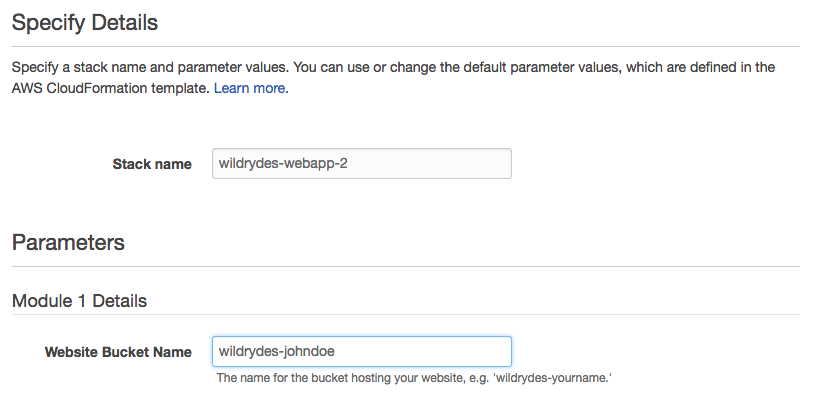 Specify Details
Specify a stack name and parameter values. You can use or change the default parameter values, which are defined in the
AWS CloudFormation template. Learn more.
Stack name wildrydes-webapp-2
Parameters
Module 1 Details
Website Bucket Name wildrydes-johndoe
The name for the bucket hosting your website, e.g. 'wildrydes-yourname.'